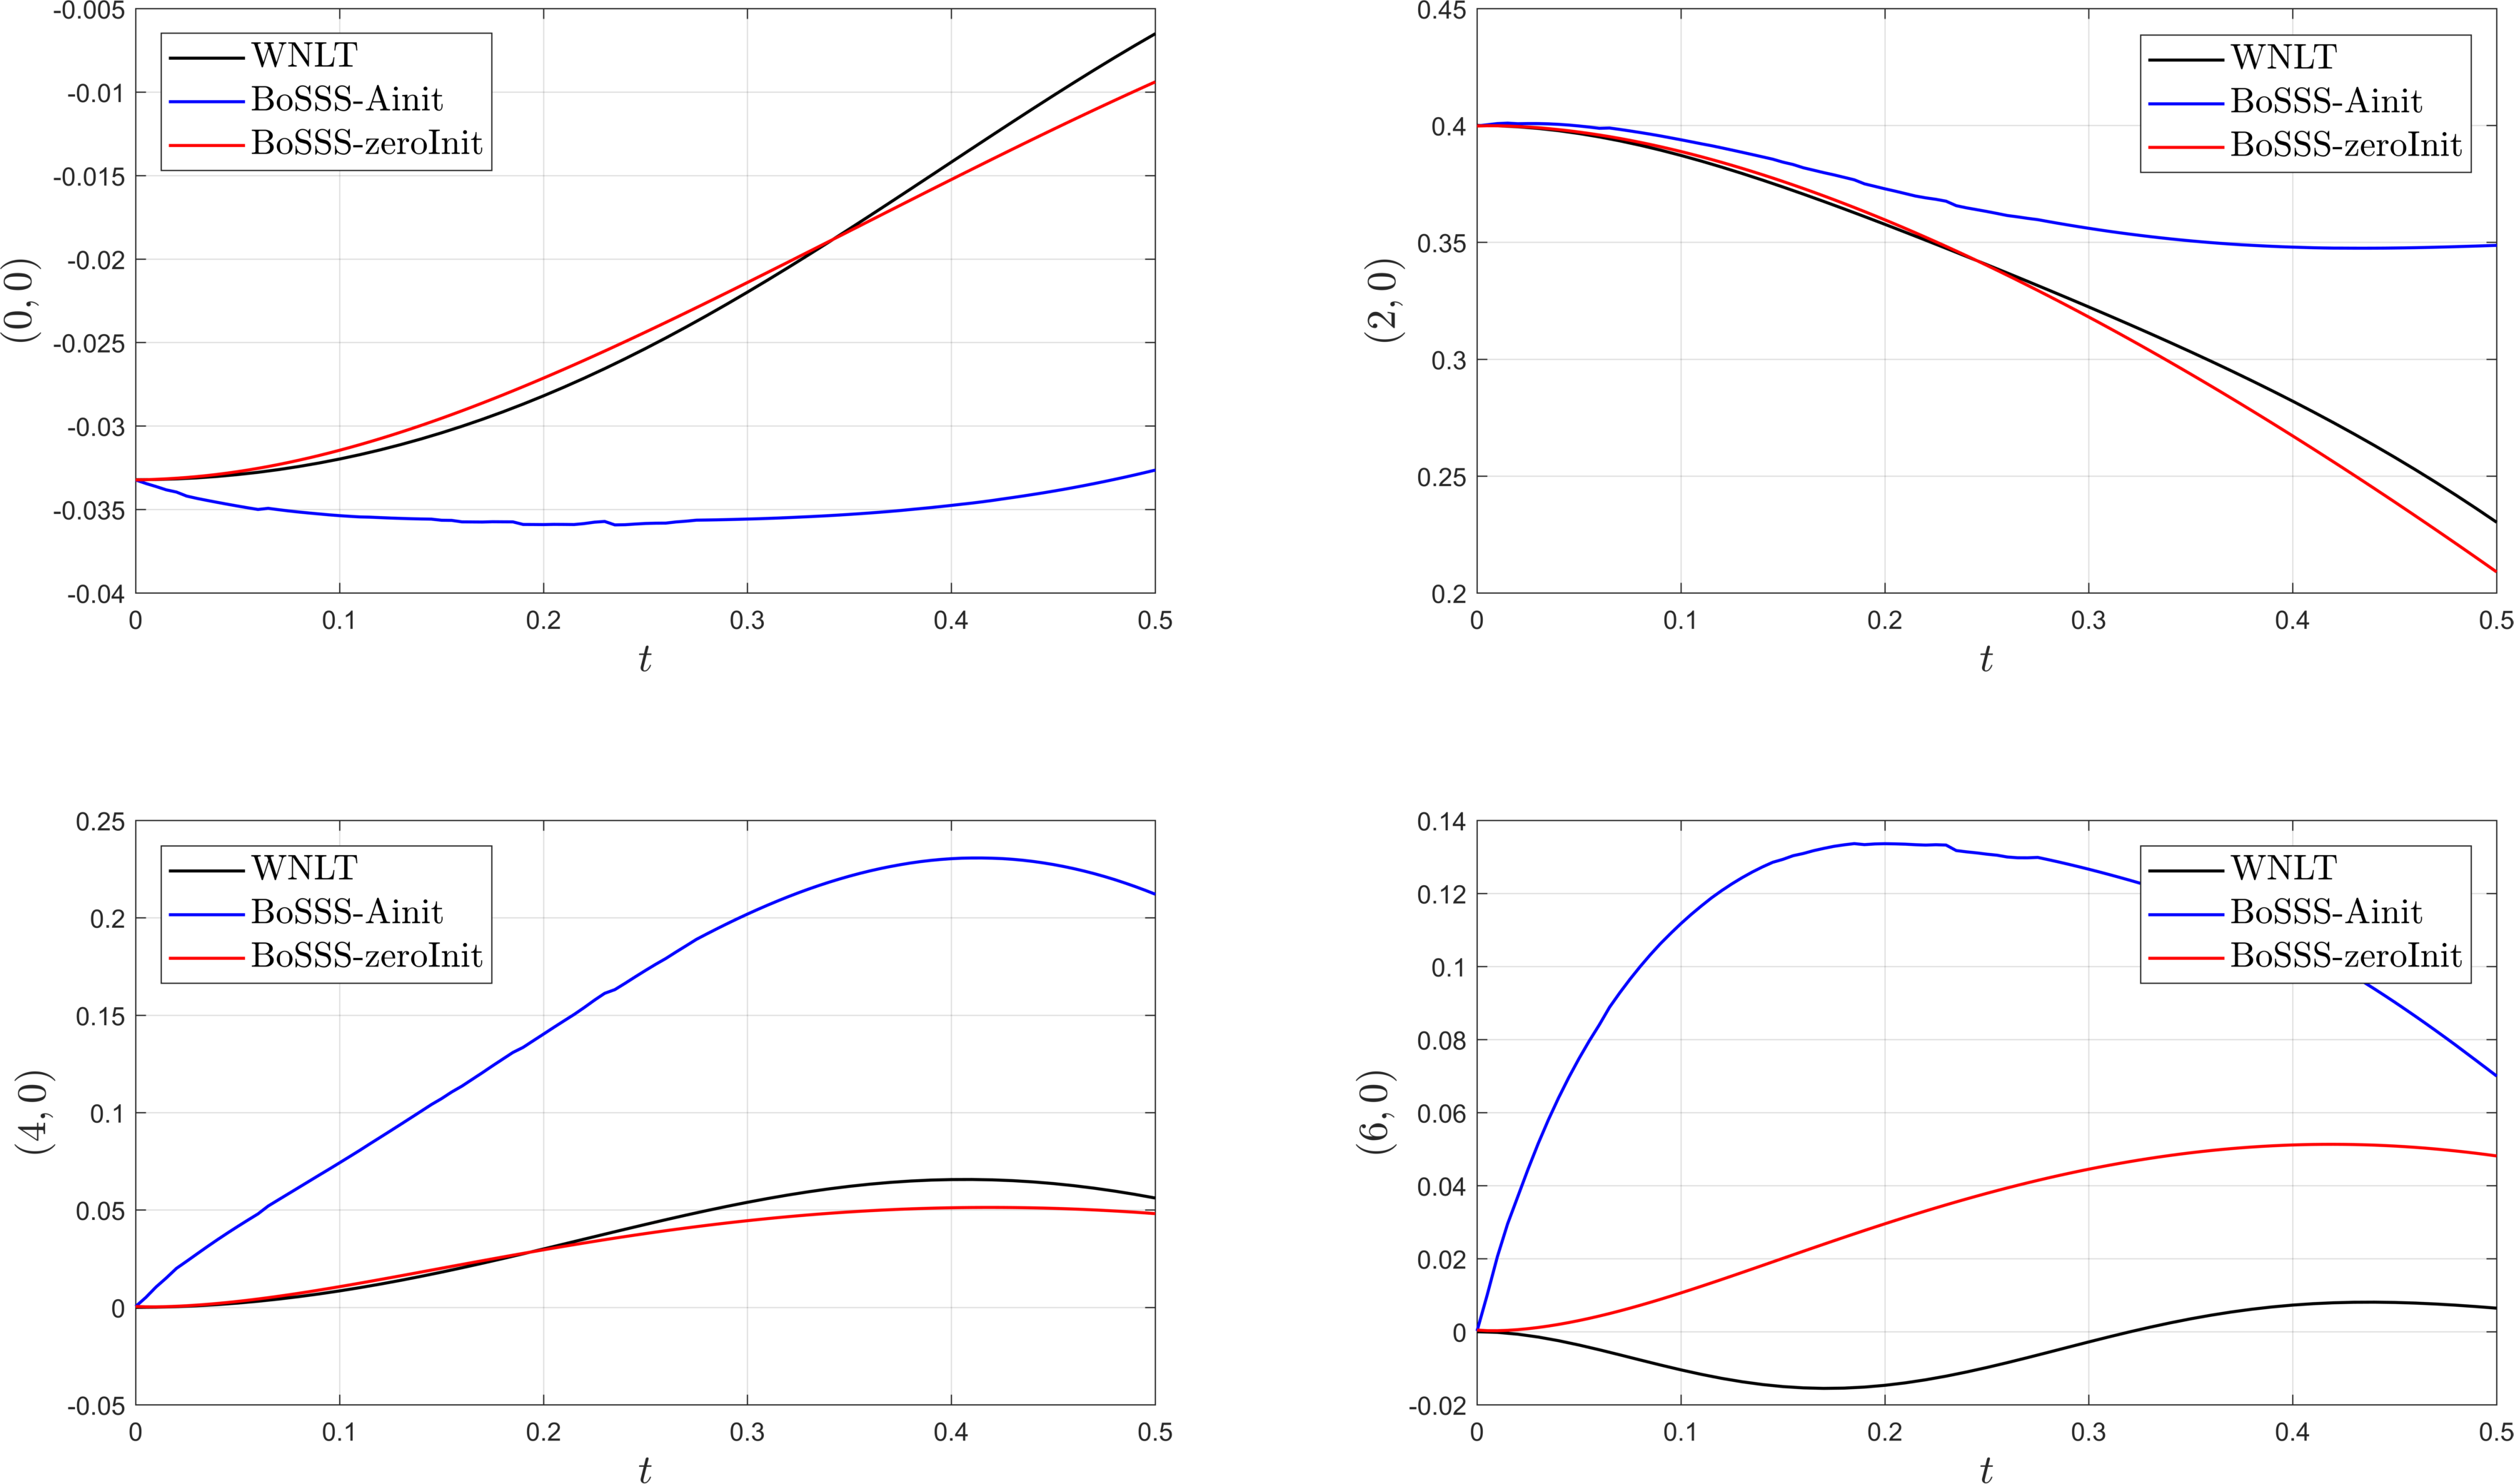 -0.005
-0.01
-0.015
-0.02
-0.025
-0.03
-0.035
-0.04
(0, 0)
WNLT
BoSSS-Ainit
BoSSS-zeroInit
0 0.1 0.2 0.3 0.4 0.5
t
0.45
0.4
0.35
0.3
0.25
0.2
(2, 0)
WNLT
BoSSS-Ainit
BoSSS-zeroInit
0 0.1 0.2 0.3 0.4 0.5
t
0.25
0.2
0.15
0.1
0.05
0
-0.05
(4, 0)
WNLT
BoSSS-Ainit
BoSSS-zeroInit
0 0.1 0.2 0.3 0.4 0.5
t
0.14
0.12
0.1
0.08
0.06
0.04
0.02
0
-0.02
(6, 0)
WNLT
BoSSS-Ainit
BoSSS-zeroInit
0 0.1 0.2 0.3 0.4 0.5
t